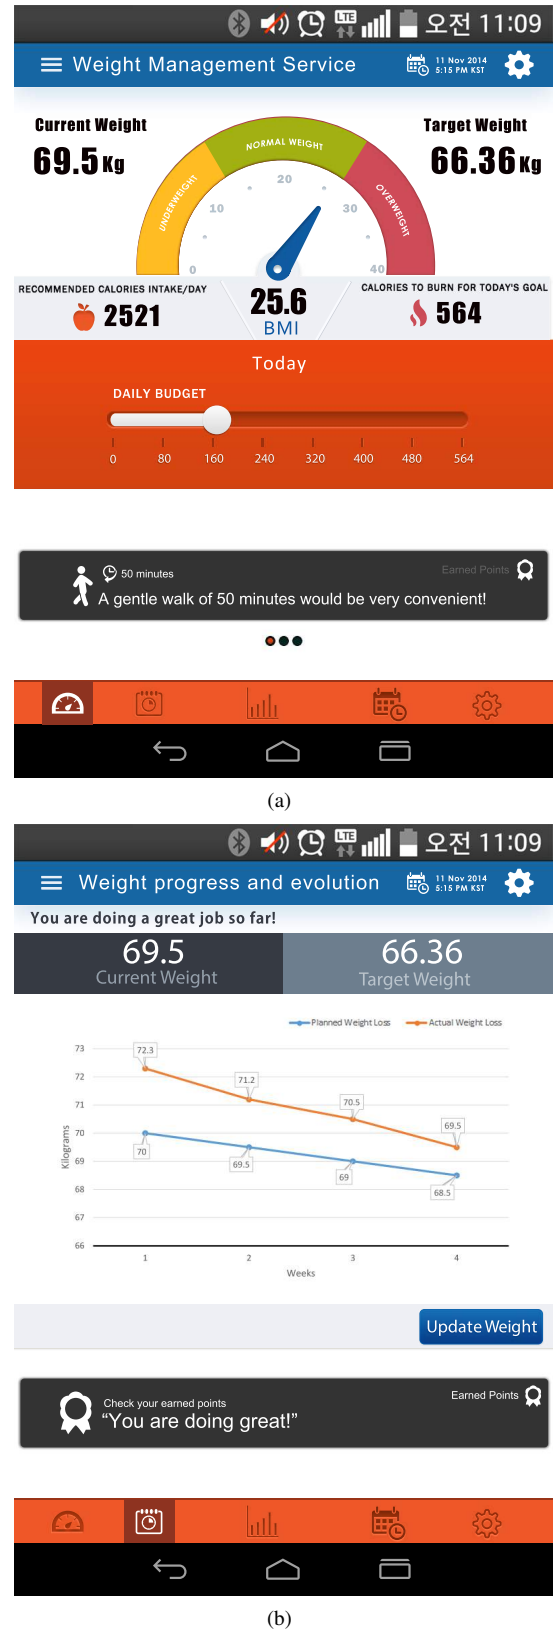 LTE 오전 11:09
Weight Management Service
11 Nov 2014
5:15 PM KST
Current Weight
69.5 Kg
Target Weight
66.36 Kg
UNDERWEIGHT
NORMAL WEIGHT
OVERWEIGHT
0
10
20
30
40
RECOMMENDED CALORIES INTAKE/DAY
2521
25.6
BMI
CALORIES TO BURN FOR TODAY'S GOAL
564
Today
DAILY BUDGET
0 80 160 240 320 400 480 564
50 minutes
Earned Points
A gentle walk of 50 minutes would be very convenient!
(a)
LTE 오전 11:09
Weight progress and evolution
11 Nov 2014
5:15 PM KST
You are doing a great job so far!
69.5
Current Weight
66.36
Target Weight
Planned Weight Loss Actual Weight Loss
73
72
71
70
69
68
67
66
Kilograms
72.3
71.2
70.5
69.5
70
69.5
69
68.5
1 2 3 4
Weeks
Update Weight
Check your earned points
Earned Points
“You are doing great!”
(b)